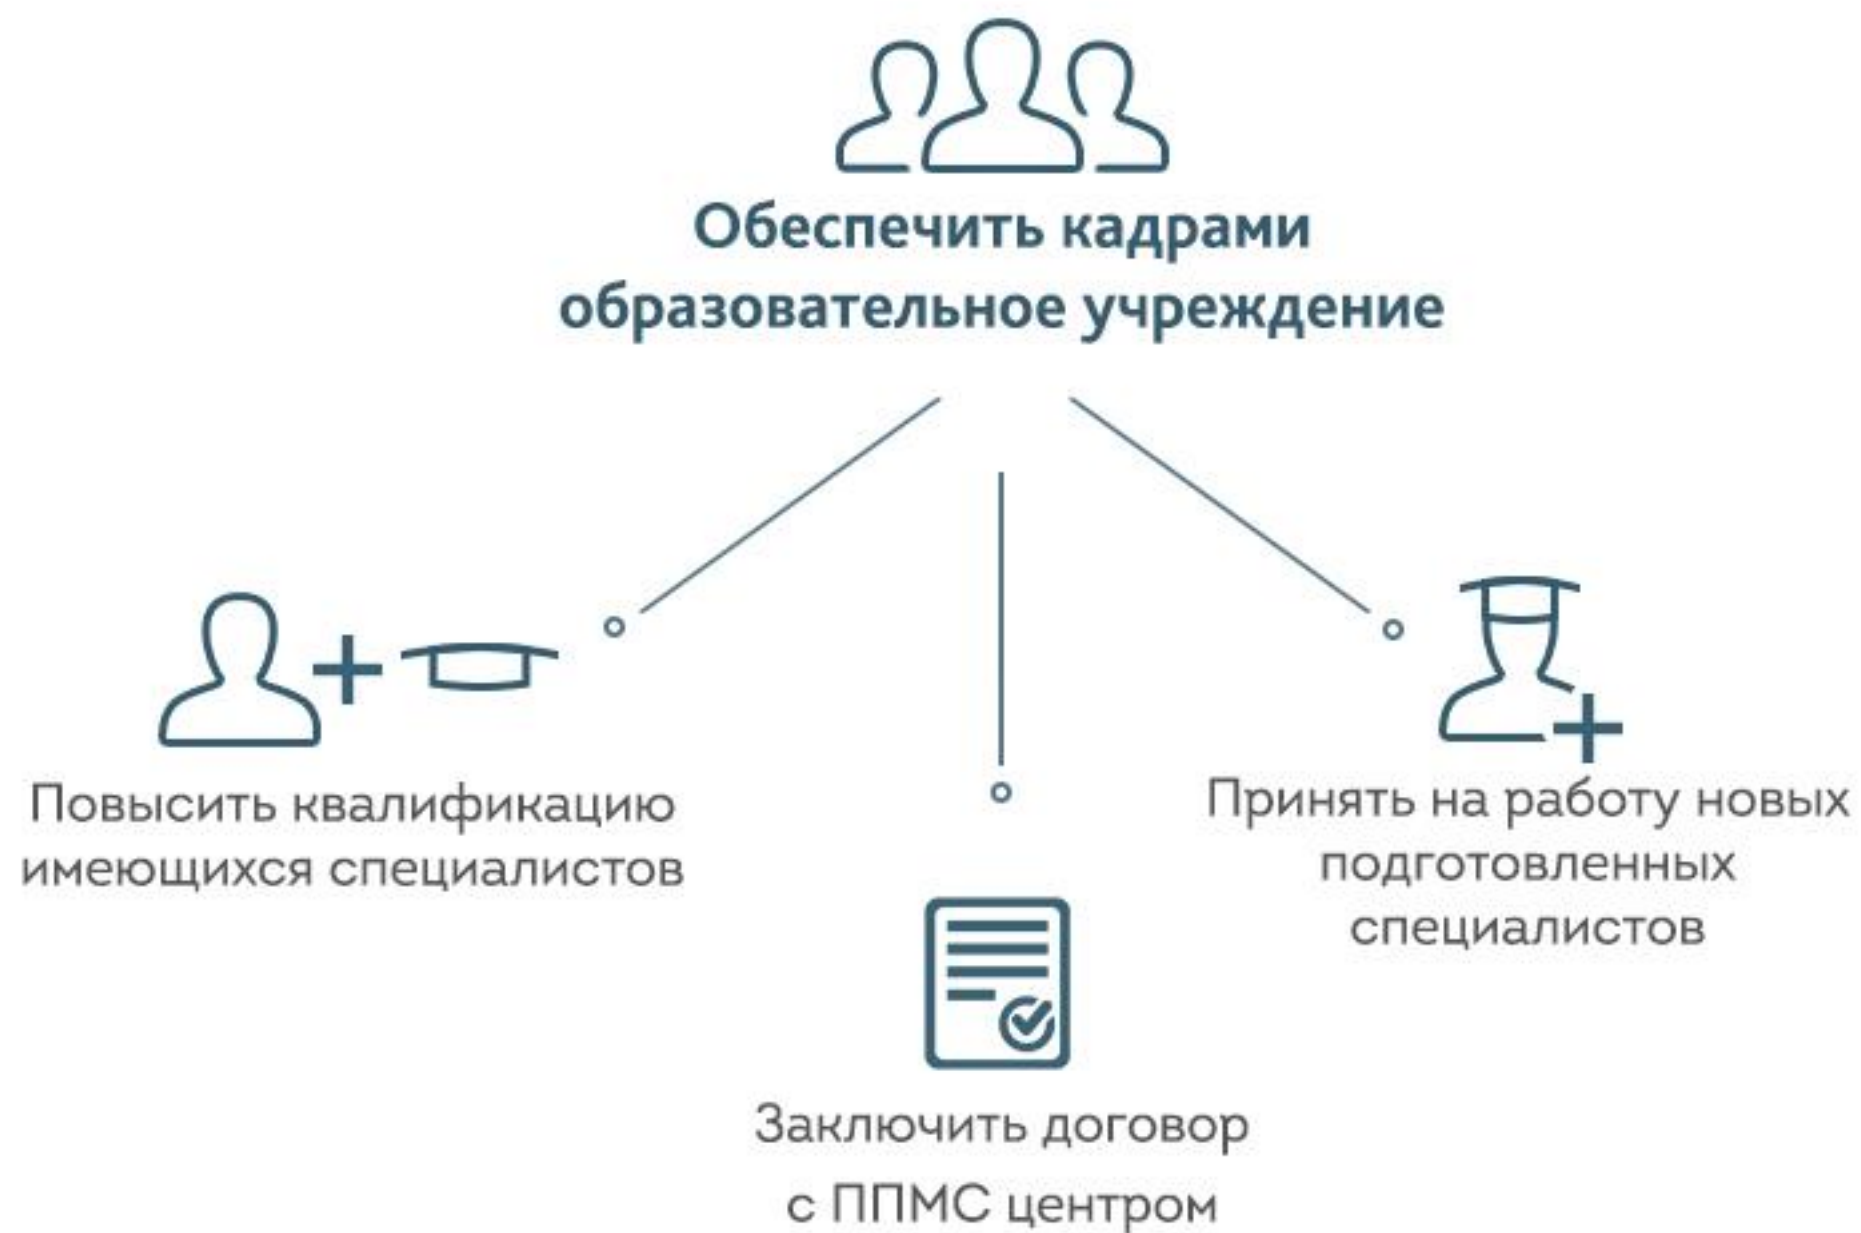 Обеспечить кадрами
образовательное учреждение
Повысить квалификацию
имеющихся специалистов
Заключить договор
с ППМС центром
Принять на работу новых
подготовленных
специалистов